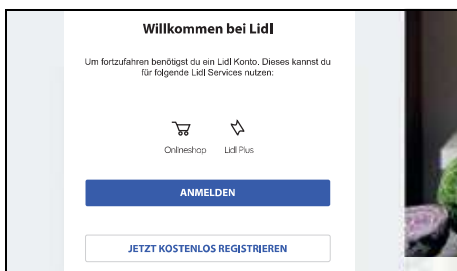 Willkommen bei Lidl
Um fortzufahren benötigst du ein Lidl Konto. Dieses kannst du
für folgende Lidl Services nutzen:
Onlineshop Lidl Plus
ANMELDEN
JETZT KOSTENLOS REGISTRIEREN